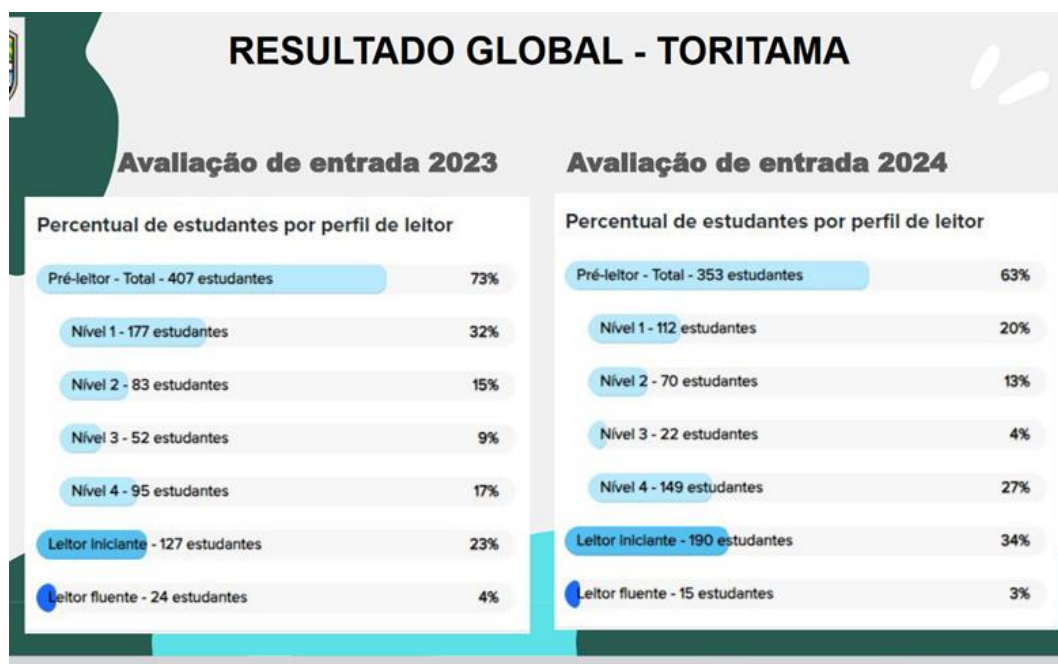 RESULTADO GLOBAL - TORITAMA
Avaliação de entrada 2023
Percentual de estudantes por perfil de leitor
Pré-leitor - Total - 407 estudantes 73%
Nível 1 - 177 estudantes 32%
Nível 2 - 83 estudantes 15%
Nível 3 - 52 estudantes 9%
Nível 4 - 95 estudantes 17%
Leitor Iniciante - 127 estudantes 23%
Leitor fluente - 24 estudantes 4%
Avaliação de entrada 2024
Percentual de estudantes por perfil de leitor
Pré-leitor - Total - 353 estudantes 63%
Nível 1 - 112 estudantes 20%
Nível 2 - 70 estudantes 13%
Nível 3 - 22 estudantes 4%
Nível 4 - 149 estudantes 27%
Leitor Iniciante - 190 estudantes 34%
Leitor fluente - 15 estudantes 3%